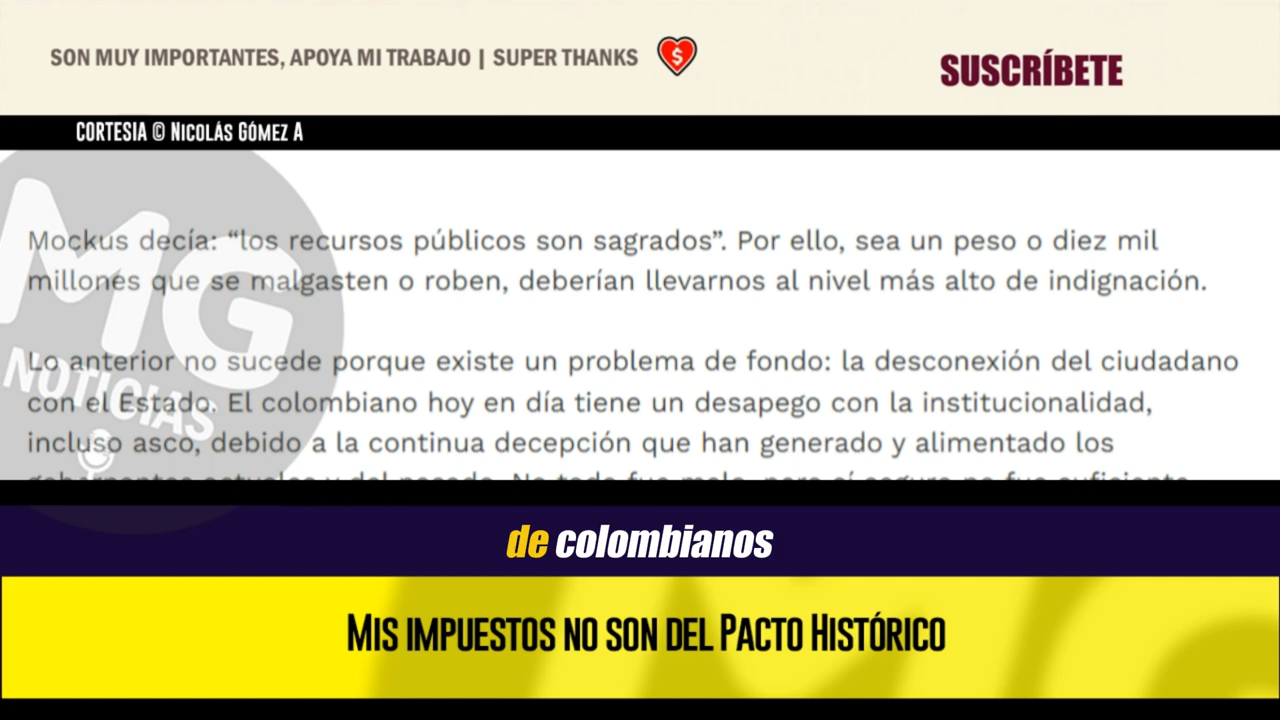 SON MUY IMPORTANTES, APOYA MI TRABAJO | SUPER THANKS
SUSCRÍBETE
CORTESIA © NICOLÁS GÓMEZ A
MG
NOTICIAS
Mockus decía: “los recursos públicos son sagrados”. Por ello, sea un peso o diez mil
millones que se malgasten o roben, deberían llevarnos al nivel más alto de indignación.
Lo anterior no sucede porque existe un problema de fondo: la desconexión del ciudadano
con el Estado. El colombiano hoy en día tiene un desapego con la institucionalidad,
incluso asco, debido a la continua decepción que han generado y alimentado los
de colombianos
MIS IMPUESTOS NO SON DEL PACTO HISTÓRICO